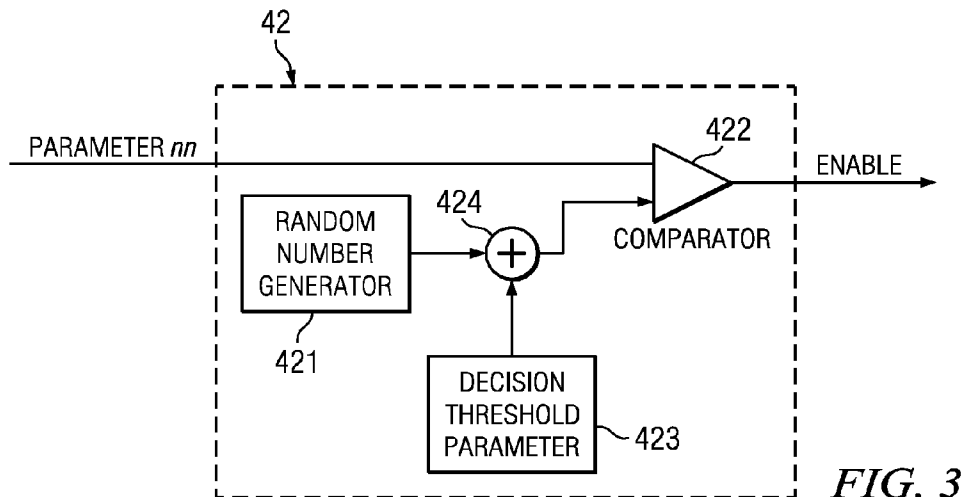 42
PARAMETER nn
422
ENABLE
RANDOM
NUMBER
GENERATOR
424
COMPARATOR
421
DECISION
THRESHOLD
PARAMETER
423
FIG. 3